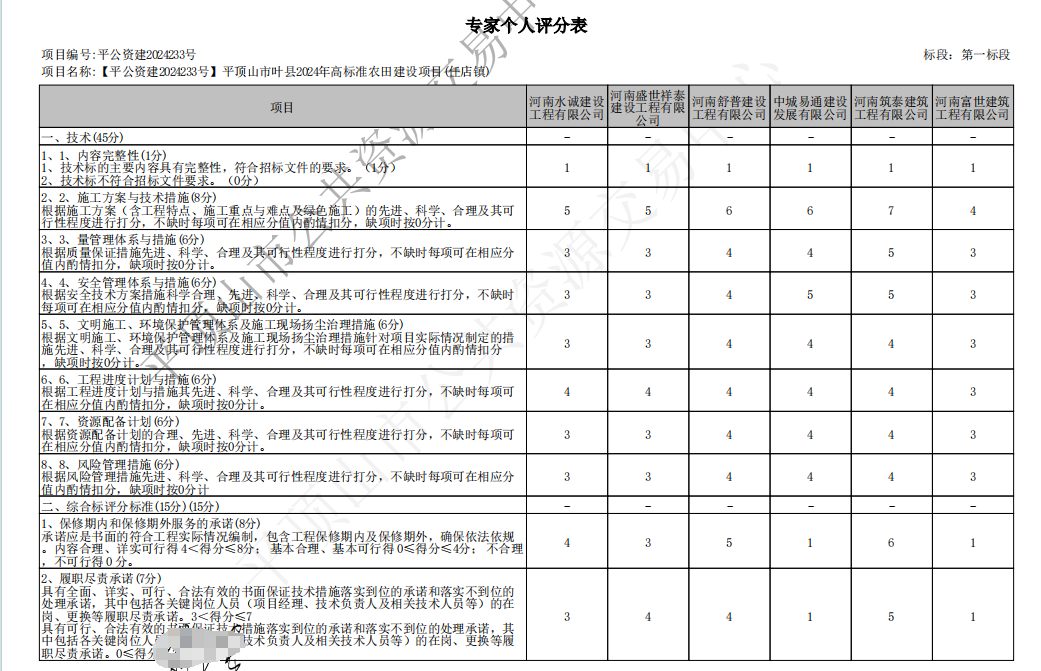 专家个人评分表
项目编号:平公资建2024233号
标段: 第一标段
项目名称:【平公资建2024233号】平顶山市叶县2024年高标准农田建设项目(任店镇)
项目 河南水诚建设工程有限公司 河南盛世祥泰建设工程有限公司 河南舒普建设工程有限公司 中城易通建设发展有限公司 河南筑泰建筑工程有限公司 河南富世建筑工程有限公司
一、技术(45分) - - - - - -
1、1、内容完整性(1分)
1、技术标的主要内容具有完整性，符合招标文件的要求。（1分） 1 1 1 1 1 1
2、技术标不符合招标文件要求。（0分）
2、2、施工方案与技术措施(8分)
根据施工方案（含工程特点、施工重点与难点及绿色施工）的先进、科学、合理及其可 5 5 6 6 7 4
行性程度进行打分，不缺时每项可在相应分值内酌情扣分，缺项时按0分计。
3、3、量管理体系与措施(6分)
根据质量保证措施先进、科学、合理及其可行性程度进行打分，不缺时每项可在相应分 3 3 4 4 5 3
值内酌情扣分，缺项时按0分计。
4、4、安全管理体系与措施(6分)
根据安全技术方案措施科学合理、先进、科学、合理及其可行性程度进行打分，不缺时 3 3 4 5 5 3
每项可在相应分值内酌情扣分，缺项时按0分计。
5、5、文明施工、环境保护管理体系及施工现场扬尘治理措施(6分)
根据文明施工、环境保护管理体系及施工现场扬尘治理措施针对项目实际情况制定的措
施先进、科学、合理及其可行性程度进行打分，不缺时每项可在相应分值内酌情扣分 3 3 4 4 4 3
，缺项时按0分计。
6、6、工程进度计划与措施(6分)
根据工程进度计划与措施其先进、科学、合理及其可行性程度进行打分，不缺时每项可 4 4 4 4 4 3
在相应分值内酌情扣分，缺项时按0分计。
7、7、资源配备计划(6分)
根据资源配备计划的合理、先进、科学、合理及其可行性程度进行打分，不缺时每项可 3 3 4 4 4 3
在相应分值内酌情扣分，缺项时按0分计。
8、8、风险管理措施(6分)
根据风险管理措施先进、科学、合理及其可行性程度进行打分，不缺时每项可在相应分 3 3 4 4 4 3
值内酌情扣分，缺项时按0分计
二、综合标评分标准(15分)(15分) - - - - - -
1、保修期内和保修期外服务的承诺(8分)
承诺应是书面的符合工程实际情况编制，包含工程保修期内及保修期外，确保依法依规
。内容合理、详实可行得 4＜得分≤8分； 基本合理、基本可行得 0≤得分≤4分； 不合理 4 3 5 1 6 1
，不可行得 0 分。
2、履职尽责承诺(7分)
具有全面、详实、可行、合法有效的书面保证技术措施落实到位的承诺和落实不到位的
处理承诺，其中包括各关键岗位人员（项目经理、技术负责人及相关技术人员等）的在
岗、更换等履职尽责承诺。3＜得分≤7 3 4 4 1 5 1
具有可行、合法有效的书面保证技术措施落实到位的承诺和落实不到位的处理承诺，其
中包括各关键岗位人 技术负责人及相关技术人员等）的在岗、更换等履
职尽责承诺。0≤得分
平顶山市公共资源交易中
平顶山市公共资源交易中心